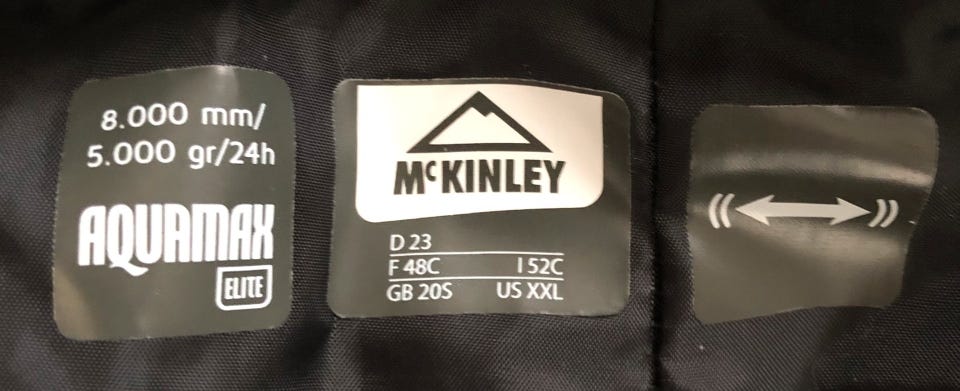 8.000 mm/
5.000 gr/24h
AQUAMAX
ELITE
McKINLEY
D 23
F 48C I 52C
GB 20S US XXL